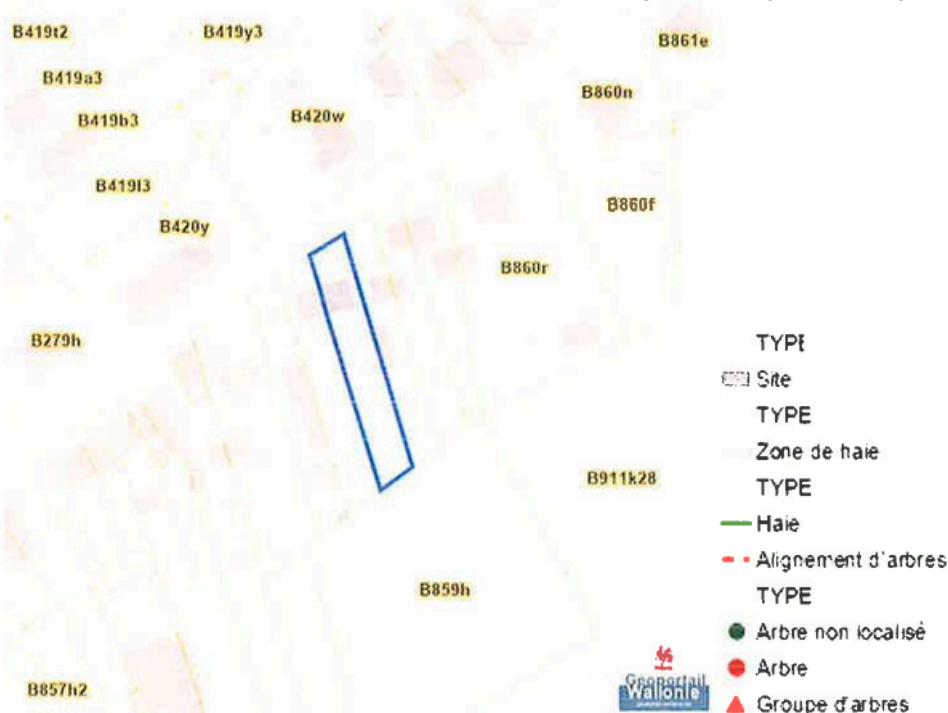 B419t2
B419y3
B861e
B419a3
B860n
B419b3
B420w
B419l3
B860f
B420y
B860r
B279h
TYPE
Site
TYPE
Zone de haie
B911k28
TYPE
Haie
Alignement d'arbres
B859h
TYPE
Arbre non localisé
B857h2
Géoportail
Wallonie
Arbre
Groupe d'arbres